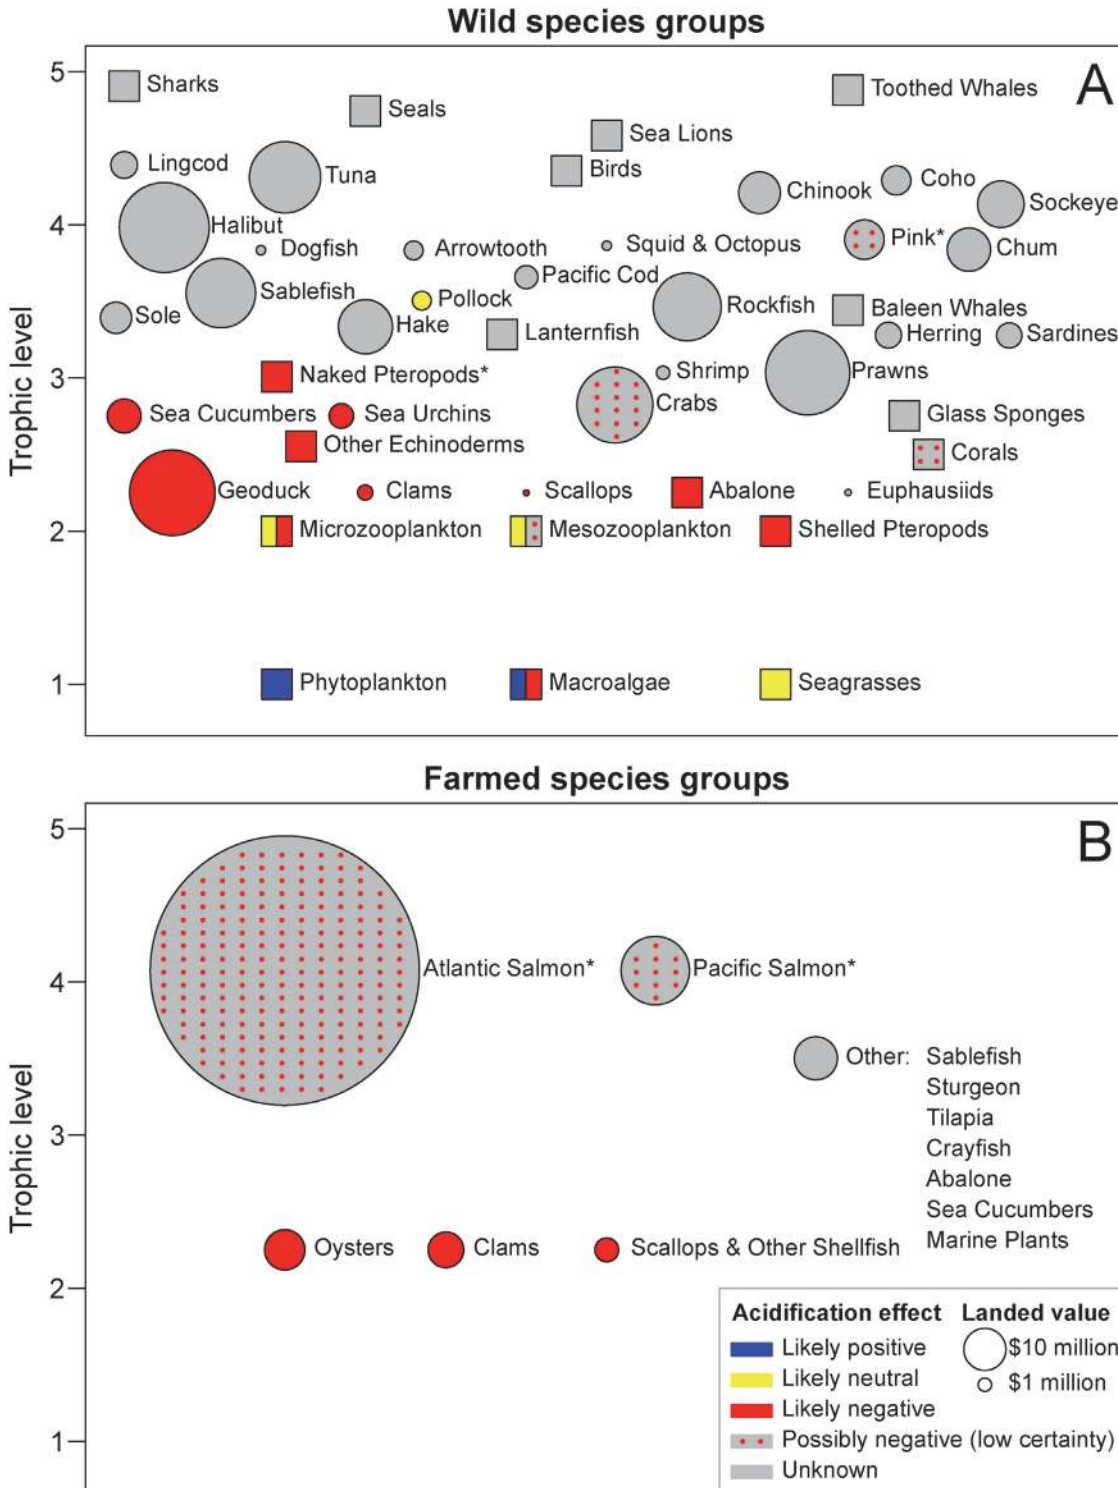 Wild species groups
A
5
Sharks
Toothed Whales
Seals
Sea Lions
Lingcod
Birds
Tuna
Coho
Chinook
Sockeye
4
Halibut
Pink*
Dogfish
Arrowtooth
Squid & Octopus
Chum
Pacific Cod
Sablefish
Pollock
Rockfish
Baleen Whales
Sole
Hake
Lanternfish
Herring
Sardines
3
Naked Pteropods*
Shrimp
Prawns
Crabs
Sea Cucumbers
Sea Urchins
Glass Sponges
Other Echinoderms
Corals
Geoduck
Clams
Scallops
Abalone
Euphausiids
2
Microzooplankton
Mesozooplankton
Shelled Pteropods
1
Phytoplankton
Macroalgae
Seagrasses
Trophic level
Farmed species groups
B
5
4
Atlantic Salmon*
Pacific Salmon*
Other:
Sablefish
Sturgeon
Tilapia
Crayfish
Abalone
Sea Cucumbers
Marine Plants
3
Oysters
Clams
Scallops & Other Shellfish
2
1
Trophic level
Acidification effect
Likely positive
Likely neutral
Likely negative
Possibly negative (low certainty)
Unknown
Landed value
$10 million
$1 million